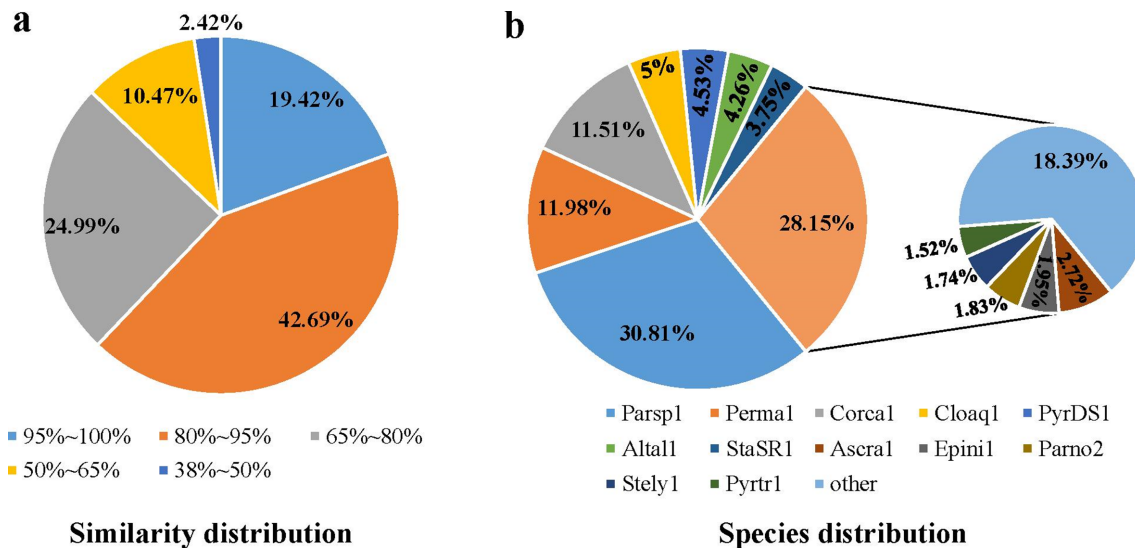 a
2.42%
19.42%
10.47%
24.99%
42.69%
95%~100% 80%~95% 65%~80%
50%~65% 38%~50%
Similarity distribution
b
5%
4.53%
4.26%
3.75%
11.51%
11.98%
28.15%
30.81%
18.39%
1.52%
1.74%
1.83%
1.95%
2.72%
Parsp1 Perma1 Corca1 Cloaq1 PyrDS1
Altal1 StaSR1 Ascra1 Epini1 Parno2
Stely1 Pyrtr1 other
Species distribution